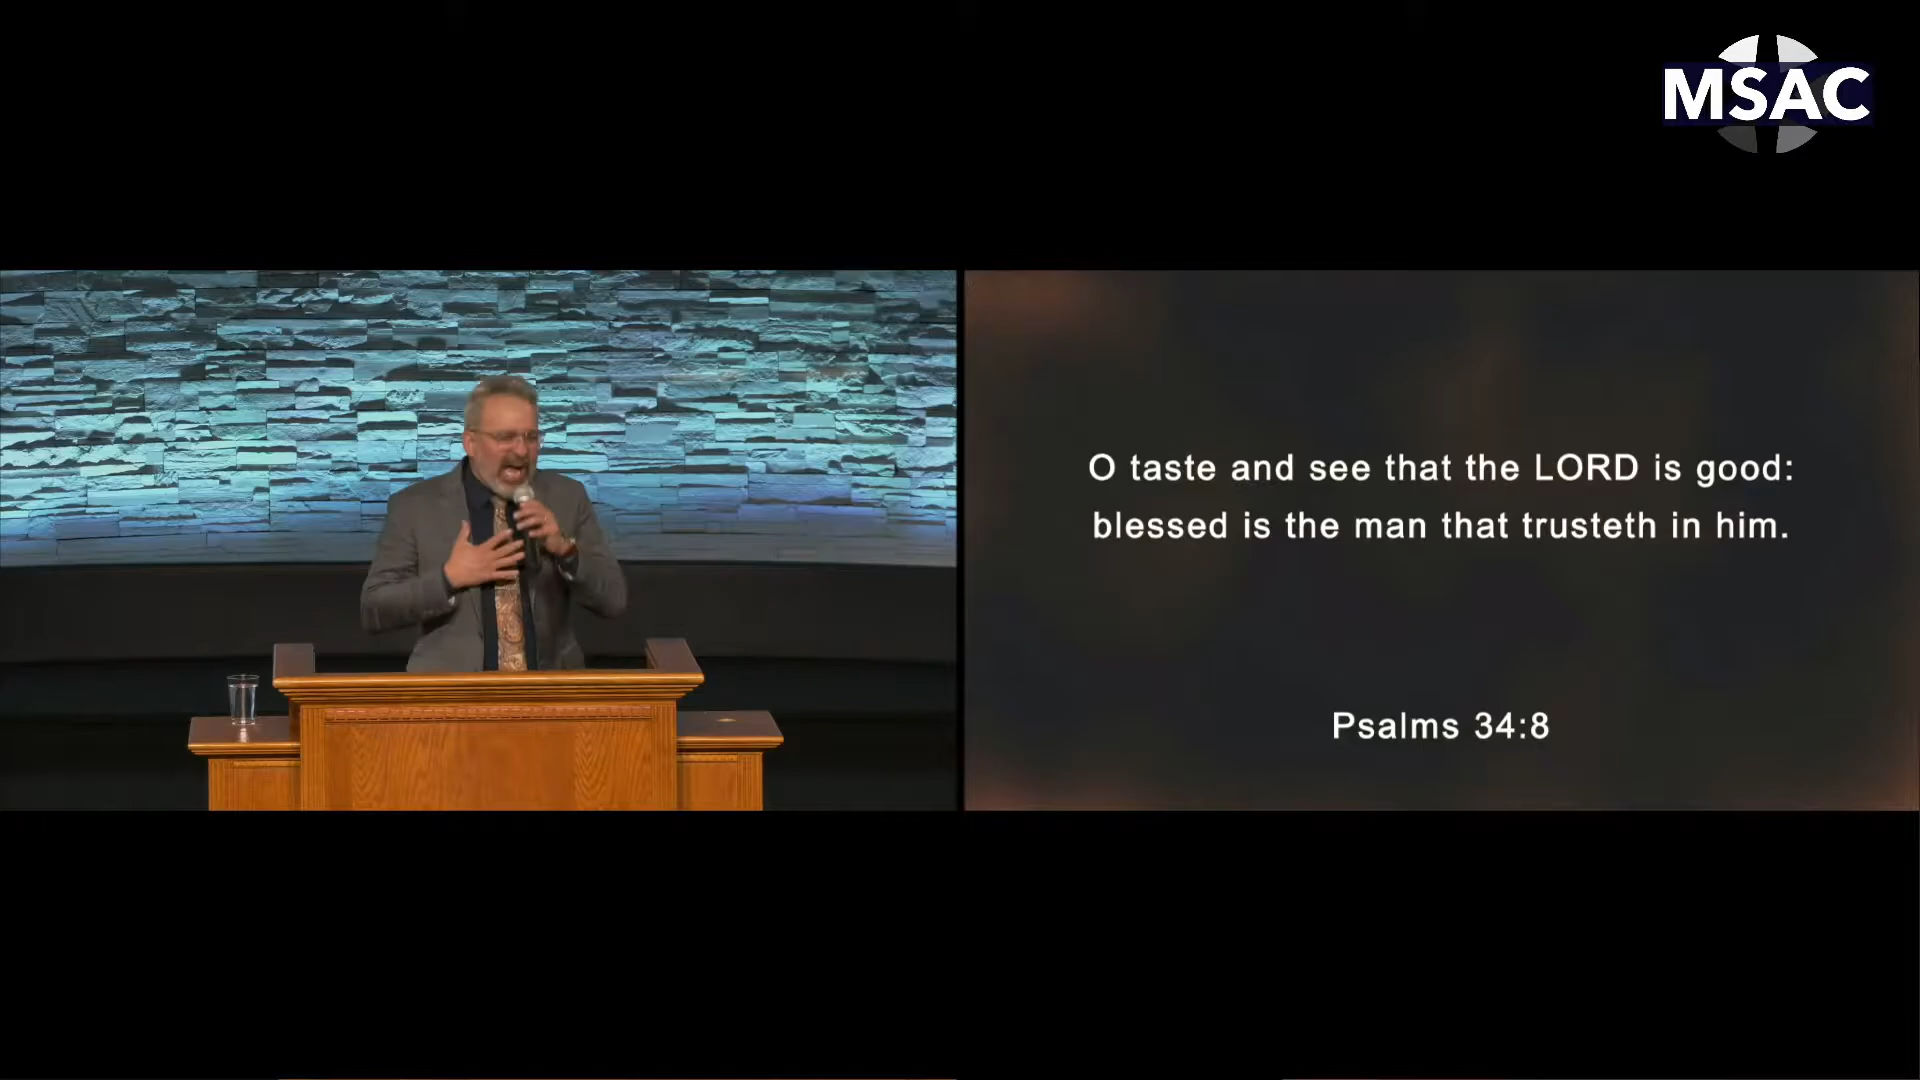 MSAC
O taste and see that the LORD is good:
blessed is the man that trusteth in him.
Psalms 34:8